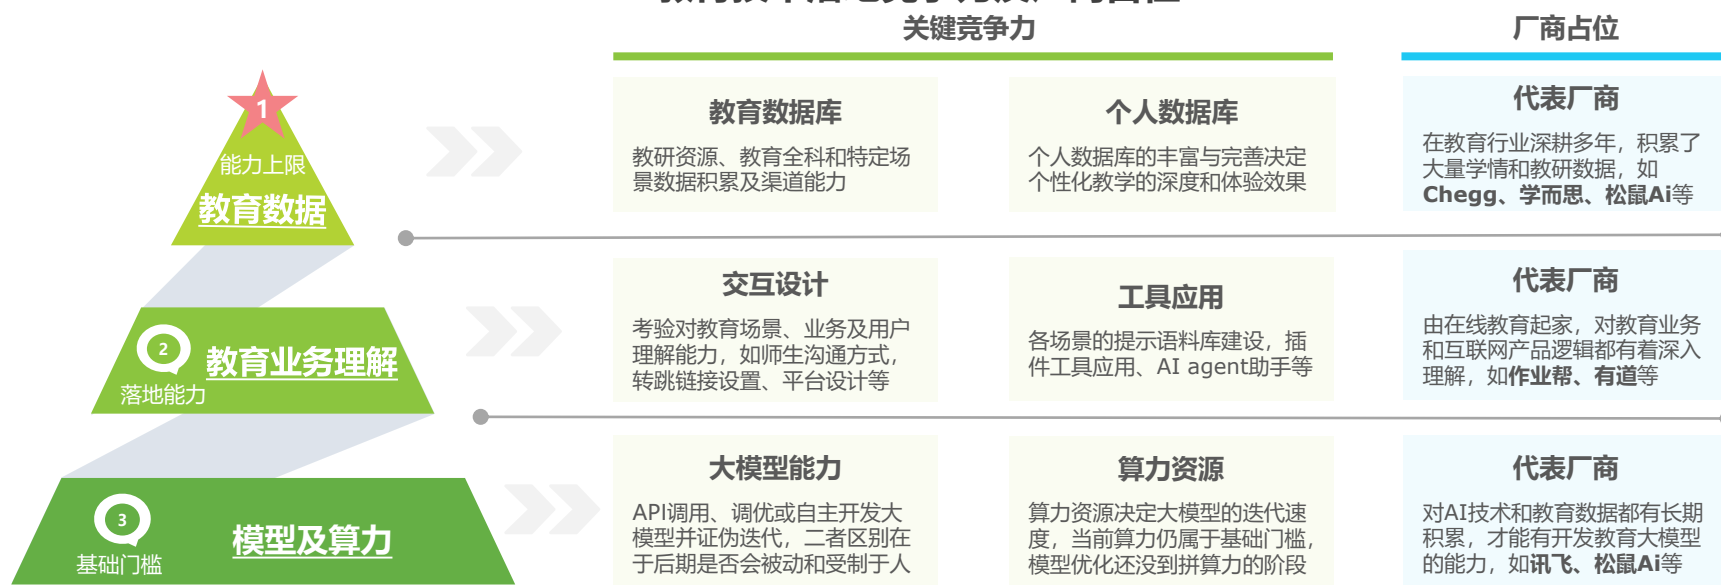 关键竞争力
厂商占位
1
能力上限
教育数据
教育数据库
教研资源、教育全科和特定场
景数据积累及渠道能力
个人数据库
个人数据库的丰富与完善决定
个性化教学的深度和体验效果
代表厂商
在教育行业深耕多年，积累了
大量学情和教研数据，如
Chegg、学而思、松鼠Ai等
2
教育业务理解
落地能力
交互设计
考验对教育场景、业务及用户
理解能力，如师生沟通方式，
转跳链接设置、平台设计等
工具应用
各场景的提示语料库建设，插
件工具应用、AI agent助手等
代表厂商
由在线教育起家，对教育业务
和互联网产品逻辑都有着深入
理解，如作业帮、有道等
3
模型及算力
基础门槛
大模型能力
API调用、调优或自主开发大
模型并证伪迭代，二者区别在
于后期是否会被动和受制于人
算力资源
算力资源决定大模型的迭代速
度，当前算力仍属于基础门槛，
模型优化还没到拼算力的阶段
代表厂商
对AI技术和教育数据都有长期
积累，才能有开发教育大模型
的能力，如讯飞、松鼠Ai等